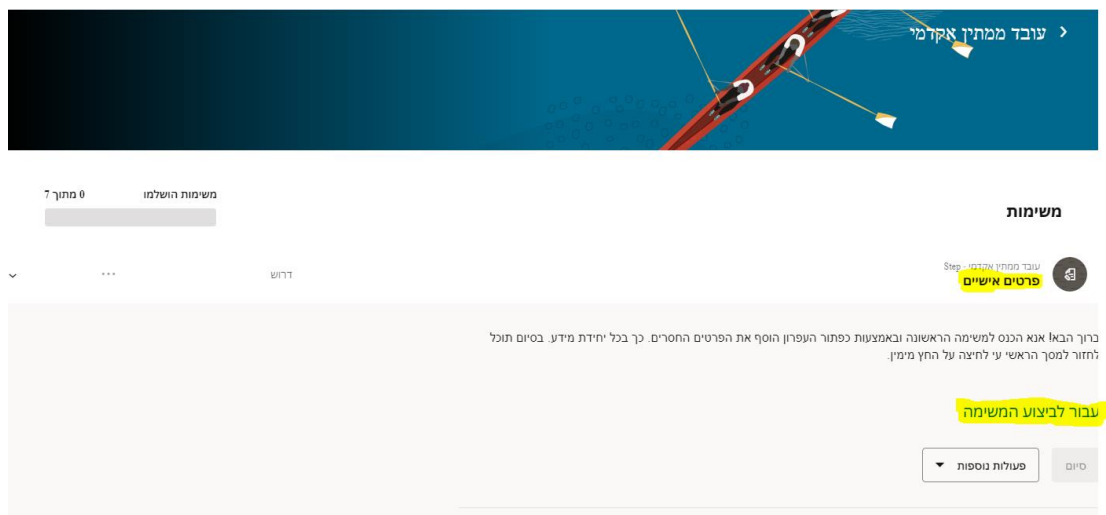 עובד ממתין אקדמי
משימות
משימות הושלמו 0 מתוך 7
עובד ממתין אקדמי - Step
פרטים אישיים
דרוש
ברוך הבא! אנא הכנס למשימה הראשונה ובאמצעות כפתור העפרון הוסף את הפרטים החסרים. כך בכל יחידת מידע. בסיום תוכל
לחזור למסך הראשי עי לחיצה על החץ מימין.
עבור לביצוע המשימה
סיום
פעולות נוספות